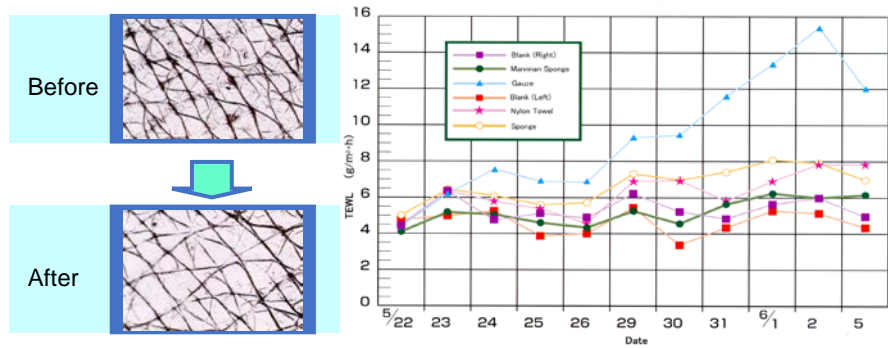 Before
After
Blank (Right)
Mannnan Sponge
Gauze
Blank (Left)
Nylon Towel
Sponge
TEWL (g/m²・h)
16
14
12
10
8
6
4
2
0
5/22 23 24 25 26 29 30 31 6/1 2 5
Date